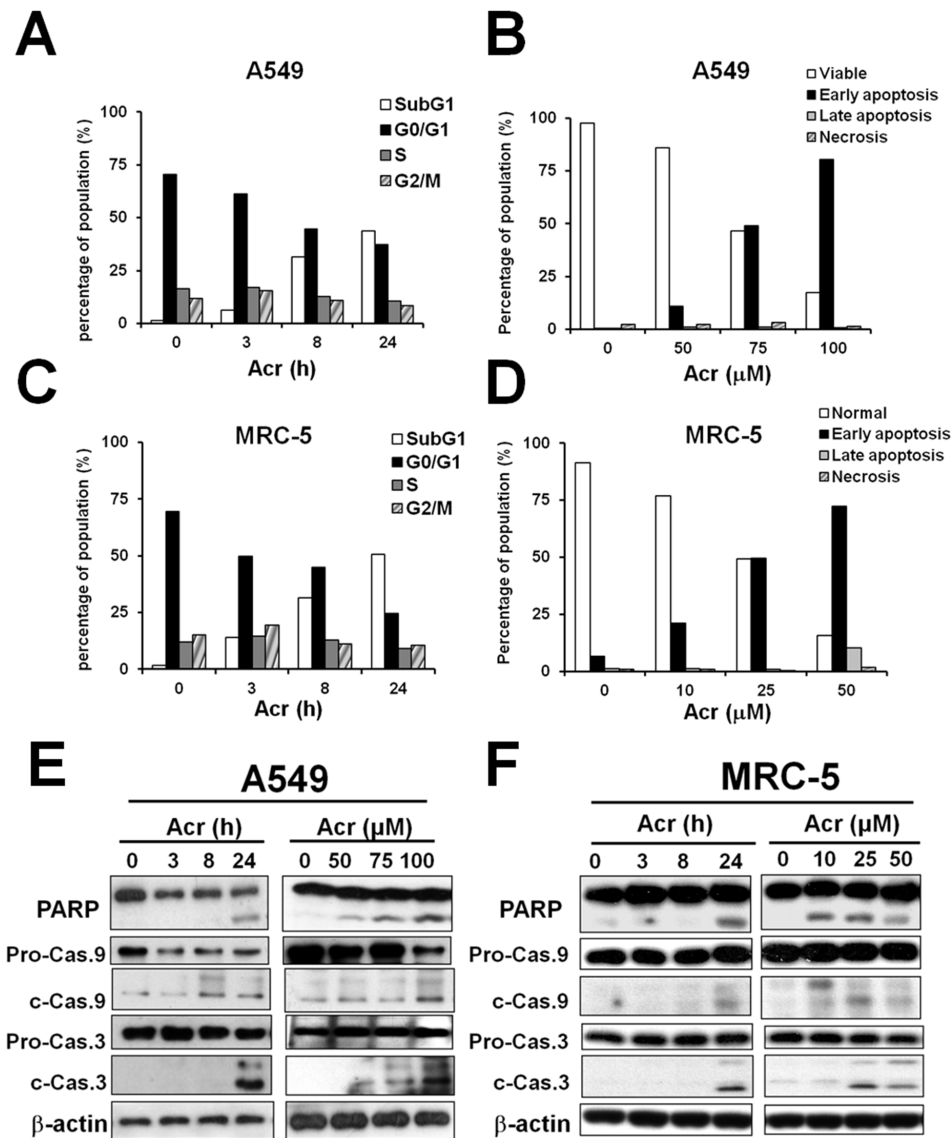 A
A549
percentage of population (%)
100
75
50
25
0
SubG1
G0/G1
S
G2/M
0 3 8 24
Acr (h)
B
A549
Percentage of population (%)
100
75
50
25
0
Viable
Early apoptosis
Late apoptosis
Necrosis
0 50 75 100
Acr (μM)
C
MRC-5
percentage of population (%)
100
75
50
25
0
SubG1
G0/G1
S
G2/M
0 3 8 24
Acr (h)
D
MRC-5
Percentage of population (%)
100
75
50
25
0
Normal
Early apoptosis
Late apoptosis
Necrosis
0 10 25 50
Acr (μM)
E
A549
Acr (h) Acr (μM)
0 3 8 24 0 50 75 100
PARP
Pro-Cas.9
c-Cas.9
Pro-Cas.3
c-Cas.3
β-actin
F
MRC-5
Acr (h) Acr (μM)
0 3 8 24 0 10 25 50
PARP
Pro-Cas.9
c-Cas.9
Pro-Cas.3
c-Cas.3
β-actin